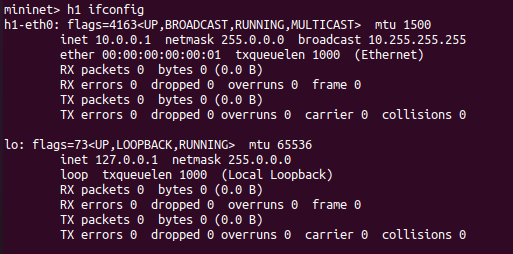 mininet> h1 ifconfig
h1-eth0: flags=4163<UP,BROADCAST,RUNNING,MULTICAST>  mtu 1500
        inet 10.0.0.1  netmask 255.0.0.0  broadcast 10.255.255.255
        ether 00:00:00:00:00:01  txqueuelen 1000  (Ethernet)
        RX packets 0  bytes 0 (0.0 B)
        RX errors 0  dropped 0  overruns 0  frame 0
        TX packets 0  bytes 0 (0.0 B)
        TX errors 0  dropped 0 overruns 0  carrier 0  collisions 0

lo: flags=73<UP,LOOPBACK,RUNNING>  mtu 65536
        inet 127.0.0.1  netmask 255.0.0.0
        loop  txqueuelen 1000  (Local Loopback)
        RX packets 0  bytes 0 (0.0 B)
        RX errors 0  dropped 0  overruns 0  frame 0
        TX packets 0  bytes 0 (0.0 B)
        TX errors 0  dropped 0 overruns 0  carrier 0  collisions 0